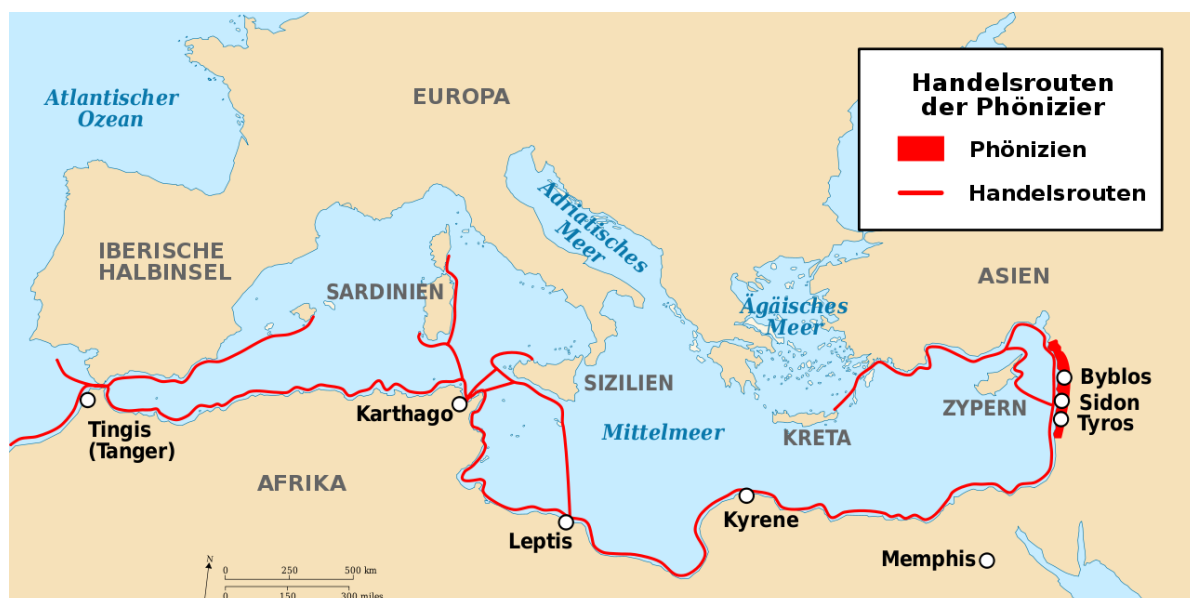 Handelsrouten
der Phönizier
Phönizien
Handelsrouten
Atlantischer
Ozean
EUROPA
Adriatisches
Meer
IBERISCHE
HALBINSEL
SARDINIEN
Ägäisches
Meer
ASIEN
SIZILIEN
ZYPERN
KRETA
Mittelmeer
Byblos
Sidon
Tyros
Karthago
Tingis
(Tanger)
AFRIKA
Leptis
Kyrene
Memphis
N
0 250 500 km
0 150 300 miles